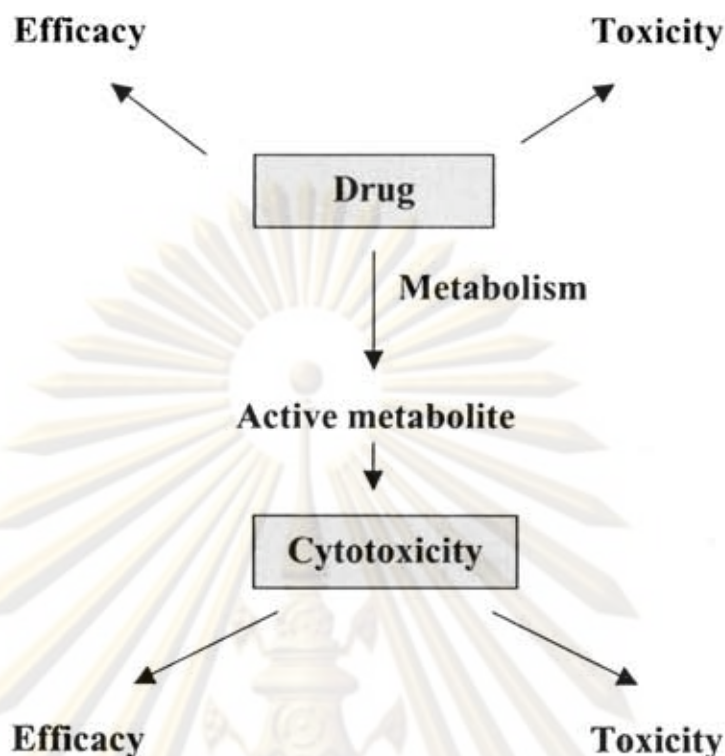 Efficacy Toxicity
Drug
Metabolism
Active metabolite
Cytotoxicity
Efficacy Toxicity